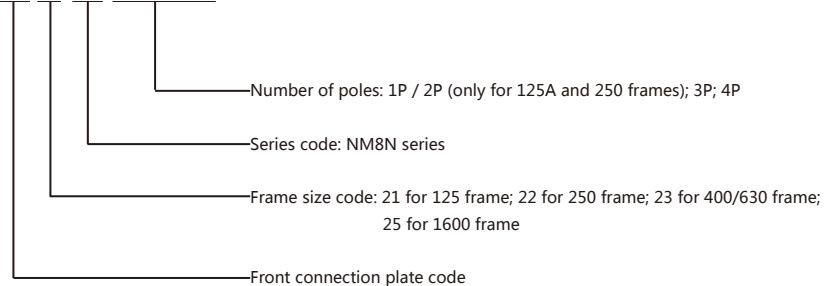 Number of poles: 1P / 2P (only for 125A and 250 frames); 3P; 4P
Series code: NM8N series
Frame size code: 21 for 125 frame; 22 for 250 frame; 23 for 400/630 frame;
25 for 1600 frame
Front connection plate code